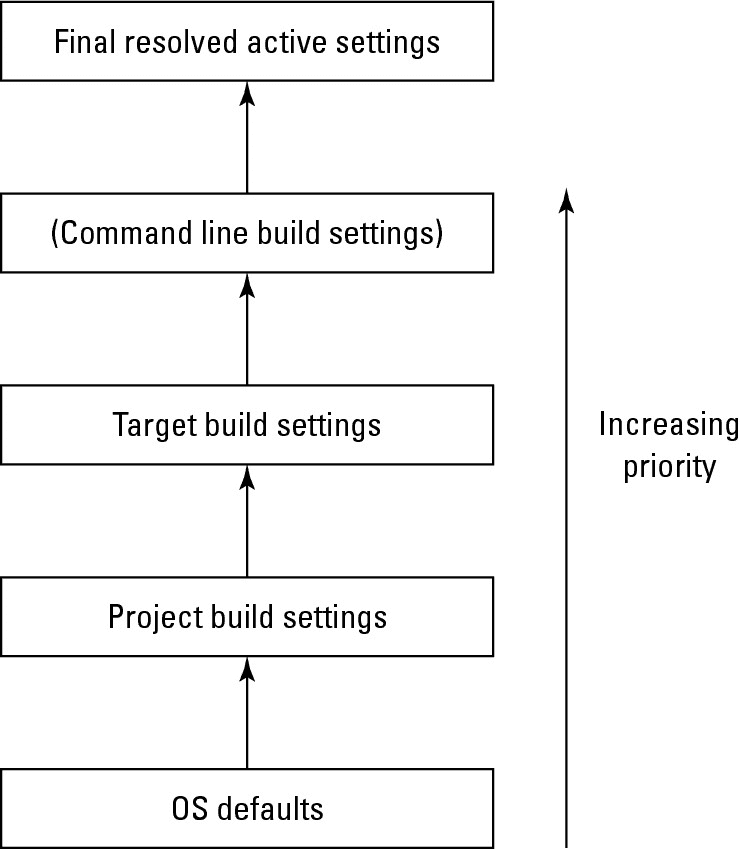 Final resolved active settings
(Command line build settings)
Target build settings
Increasing
priority
Project build settings
OS defaults